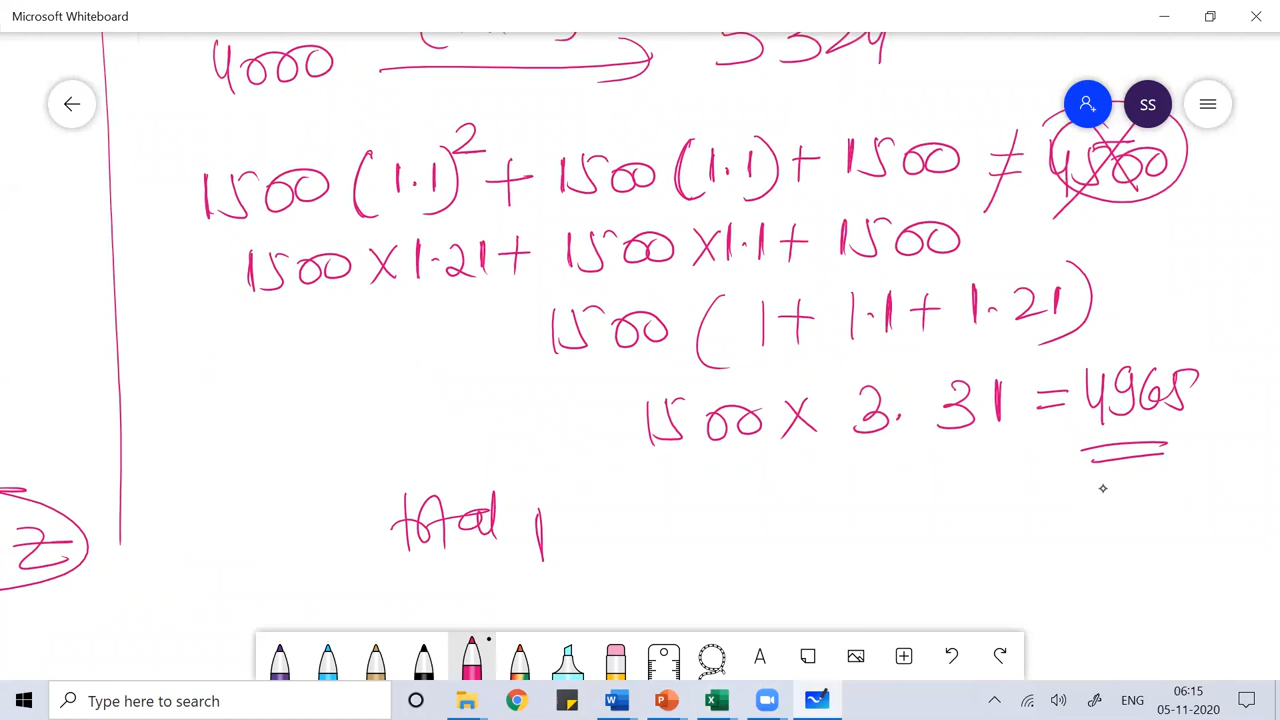 Microsoft Whiteboard
4000 5324
SS
1500 (1.1)² + 1500 (1.1) + 1500 ≠ 4500
1500 × 1.21 + 1500 × 1.1 + 1500
1500 ( 1 + 1.1 + 1.21 )
1500 × 3.31 = 4965
total
Z
A
Type here to search
ENG
06:15
05-11-2020